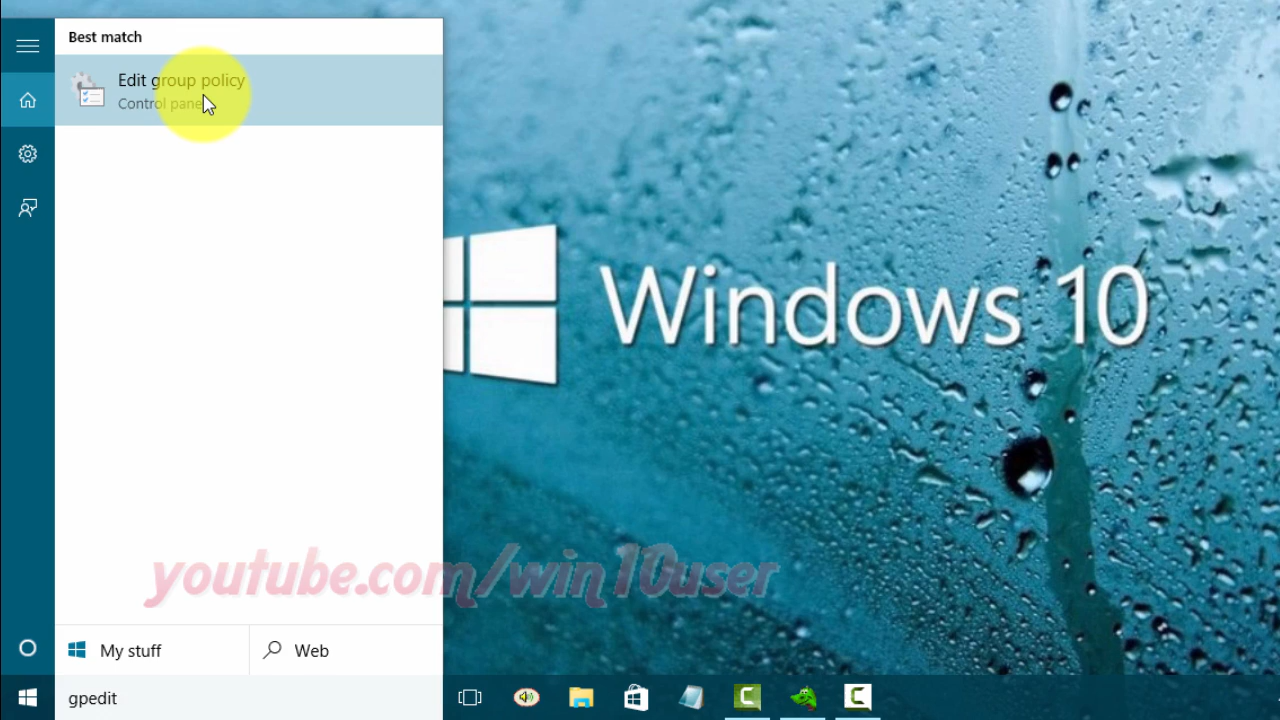 Best match
Edit group policy
Control panel
Windows 10
youtube.com/win10user
My stuff
Web
gpedit